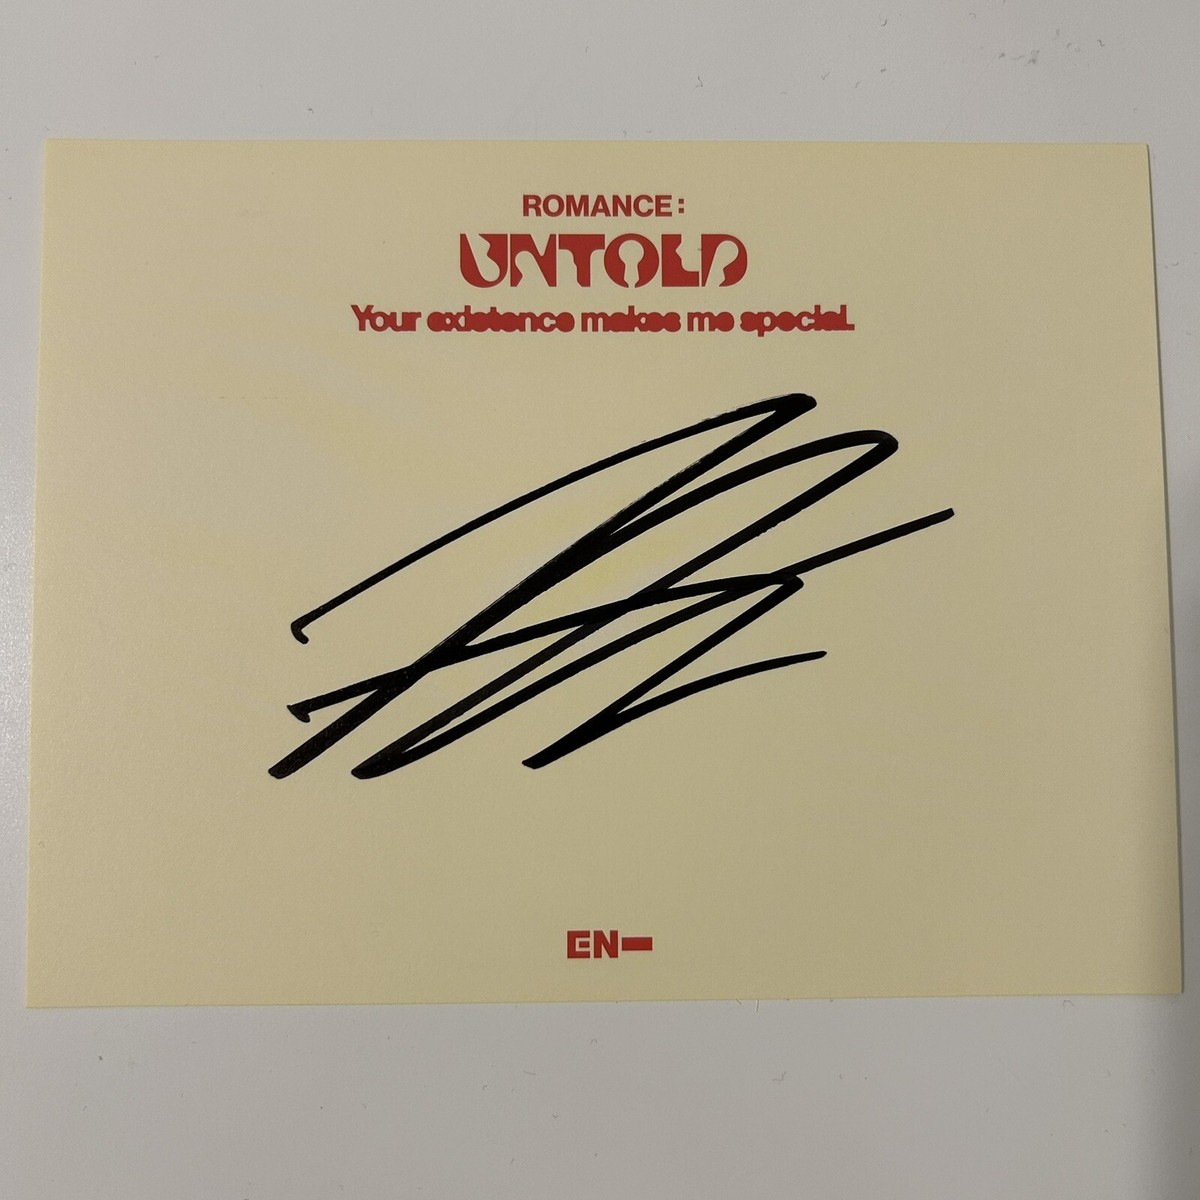 ROMANCE:
UNTOLD
Your existence makes me special.
EN-